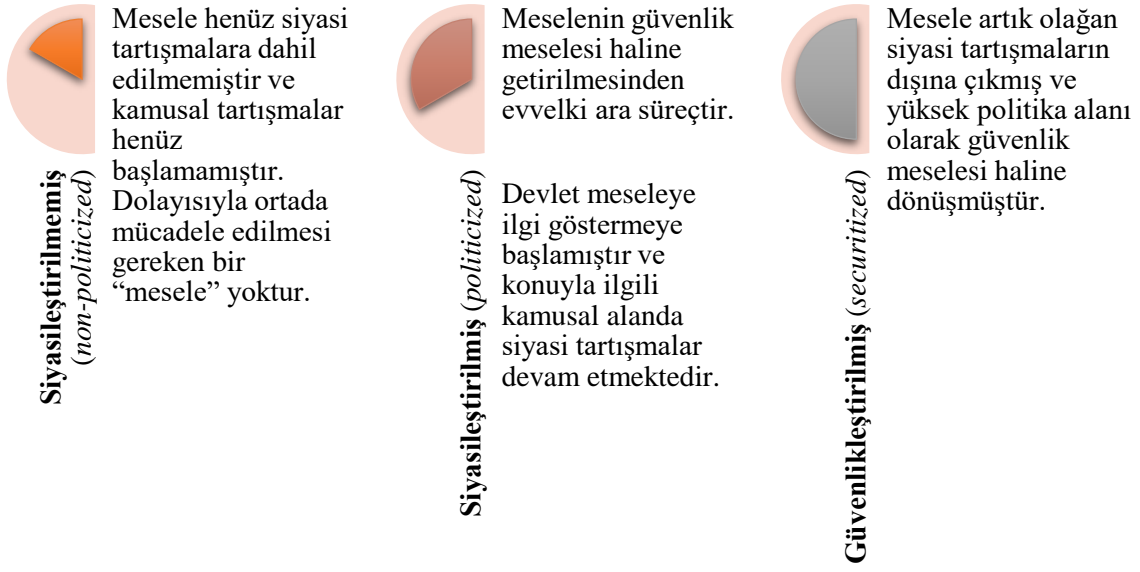 Siyasileştirilmemiş
(non-politicized)
Mesele henüz siyasi
tartışmalara dahil
edilmemiştir ve
kamusal tartışmalar
henüz
başlamamıştır.
Dolayısıyla ortada
mücadele edilmesi
gereken bir
“mesele” yoktur.
Siyasileştirilmiş (politicized)
Meselenin güvenlik
meselesi haline
getirilmesinden
evvelki ara süreçtir.
Devlet meseleye
ilgi göstermeye
başlamıştır ve
konuyla ilgili
kamusal alanda
siyasi tartışmalar
devam etmektedir.
Güvenlikleştirilmiş (securitized)
Mesele artık olağan
siyasi tartışmaların
dışına çıkmış ve
yüksek politika alanı
olarak güvenlik
meselesi haline
dönüşmüştür.